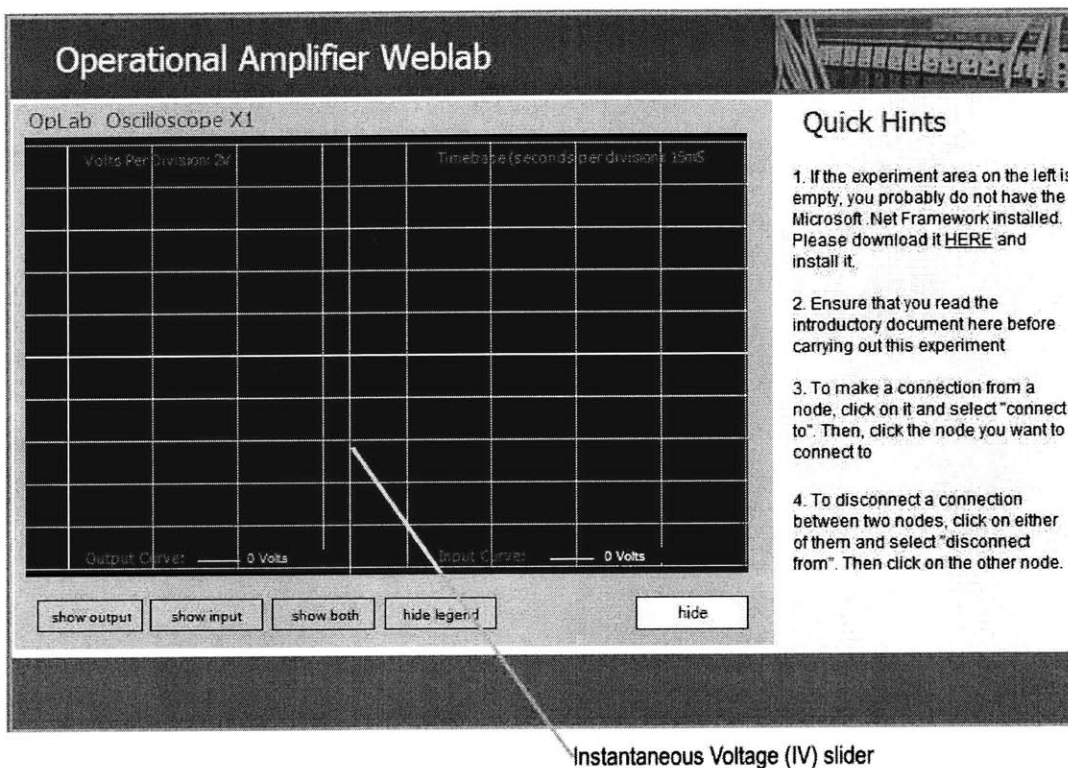 Operational Amplifier Weblab
OpLab Oscilloscope X1
Volts Per Division: 2V
Timebase (seconds per division): 15mS
Output Curve: 0 Volts
Input Curve: 0 Volts
show output
show input
show both
hide legend
hide
Quick Hints
1. If the experiment area on the left is
empty, you probably do not have the
Microsoft .Net Framework installed.
Please download it HERE and
install it.
2. Ensure that you read the
introductory document here before
carrying out this experiment
3. To make a connection from a
node, click on it and select "connect
to". Then, click the node you want to
connect to
4. To disconnect a connection
between two nodes, click on either
of them and select "disconnect
from". Then click on the other node.
Instantaneous Voltage (IV) slider